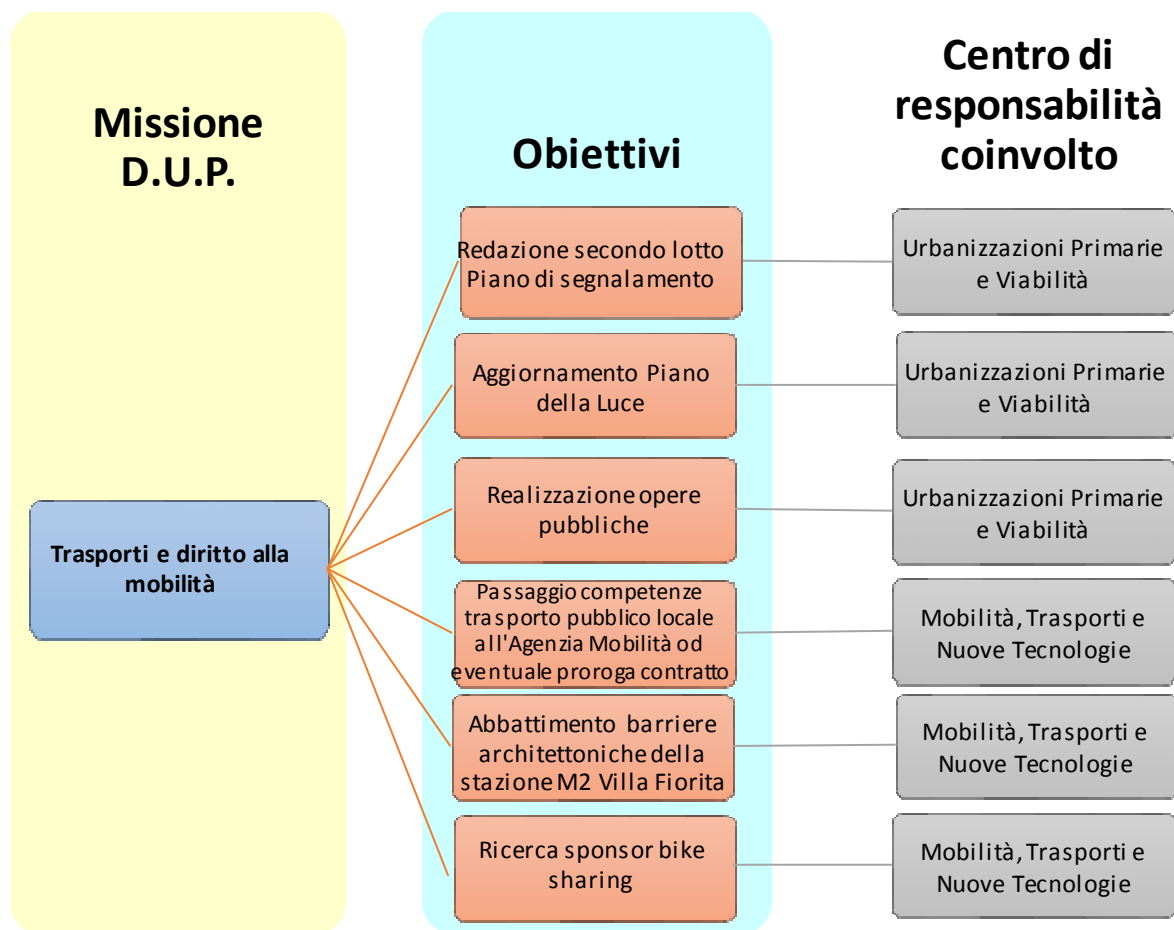 Missione
D.U.P.
Obiettivi
Centro di
responsabilità
coinvolto
Trasporti e diritto alla
mobilità
Redazione secondo lotto
Piano di segnalamento
Urbanizzazioni Primarie
e Viabilità
Aggiornamento Piano
della Luce
Urbanizzazioni Primarie
e Viabilità
Realizzazione opere
pubbliche
Urbanizzazioni Primarie
e Viabilità
Passaggio competenze
trasporto pubblico locale
all'Agenzia Mobilità od
eventuale proroga contratto
Mobilità, Trasporti e
Nuove Tecnologie
Abbattimento barriere
architettoniche della
stazione M2 Villa Fiorita
Mobilità, Trasporti e
Nuove Tecnologie
Ricerca sponsor bike
sharing
Mobilità, Trasporti e
Nuove Tecnologie